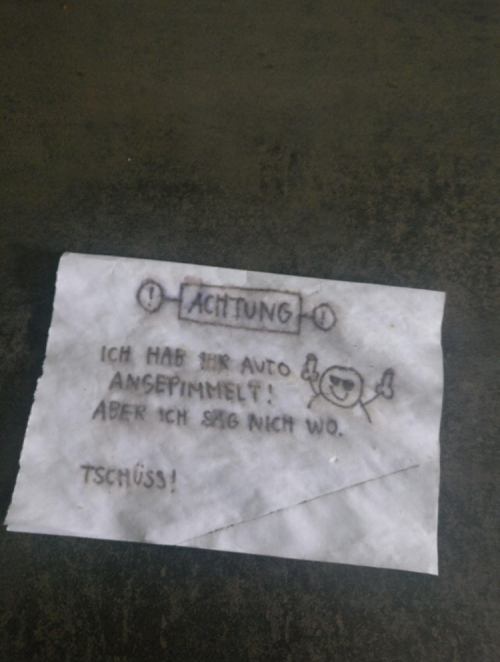 ! ACHTUNG !
ICH HAB IHR AUTO
ANGEPIMMELT!
ABER ICH SAG NICH WO.
TSCHÜSS!